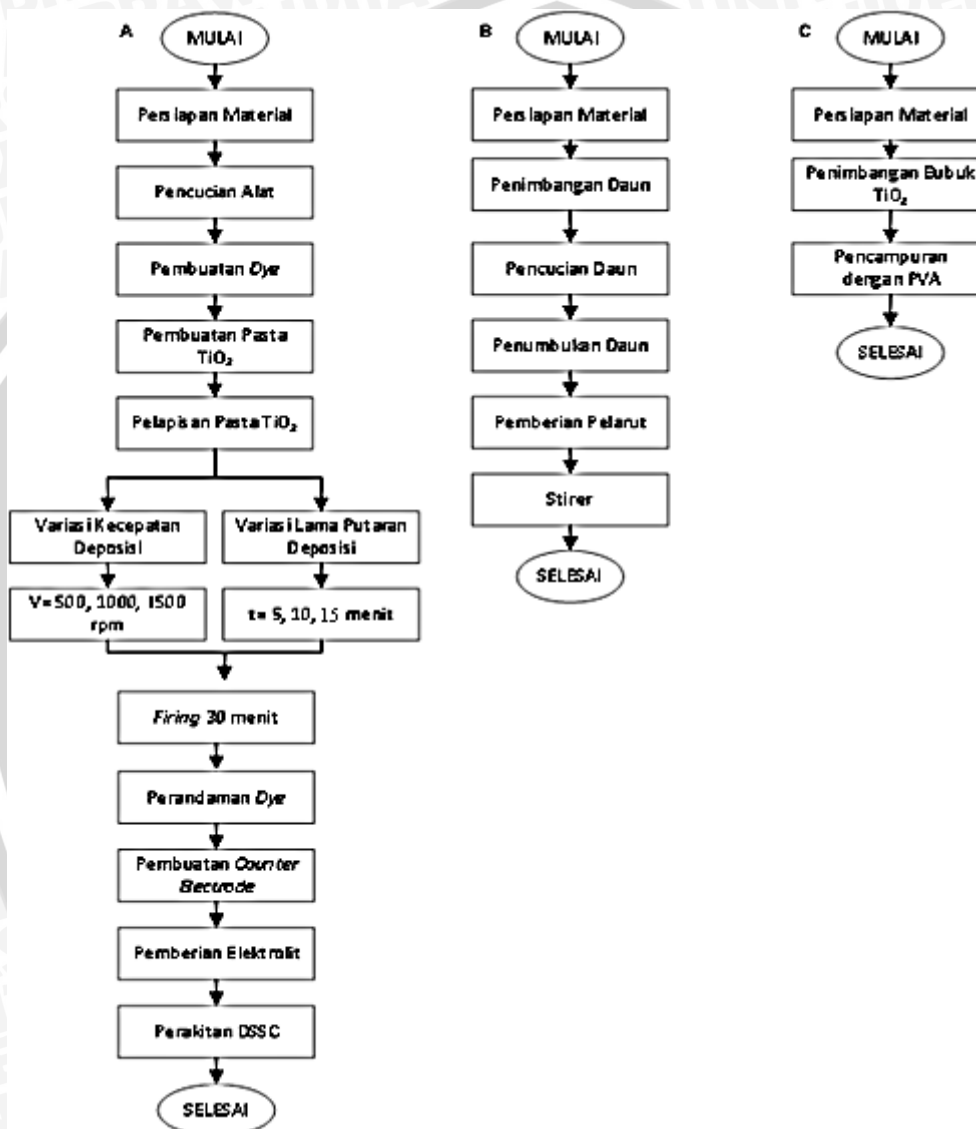 A
MULAI
Persiapan Material
Pencucian Alat
Pembuatan Dye
Pembuatan Pasta
TiO₂
Pelapisan Pasta TiO₂
Variasi Kecepatan
Deposisi
Variasi Lama Putaran
Deposisi
V= 500, 1000, 1500
rpm
t= 5, 10, 15 menit
Firing 30 menit
Perandaman Dye
Pembuatan Counter
Electrode
Pemberian Elektrolit
Perakitan DSSC
SELESAI
B
MULAI
Persiapan Material
Penimbangan Daun
Pencucian Daun
Penumbukan Daun
Pemberian Pelarut
Stirer
SELESAI
C
MULAI
Persiapan Material
Penimbangan Bubuk
TiO₂
Pencampuran
dengan PVA
SELESAI